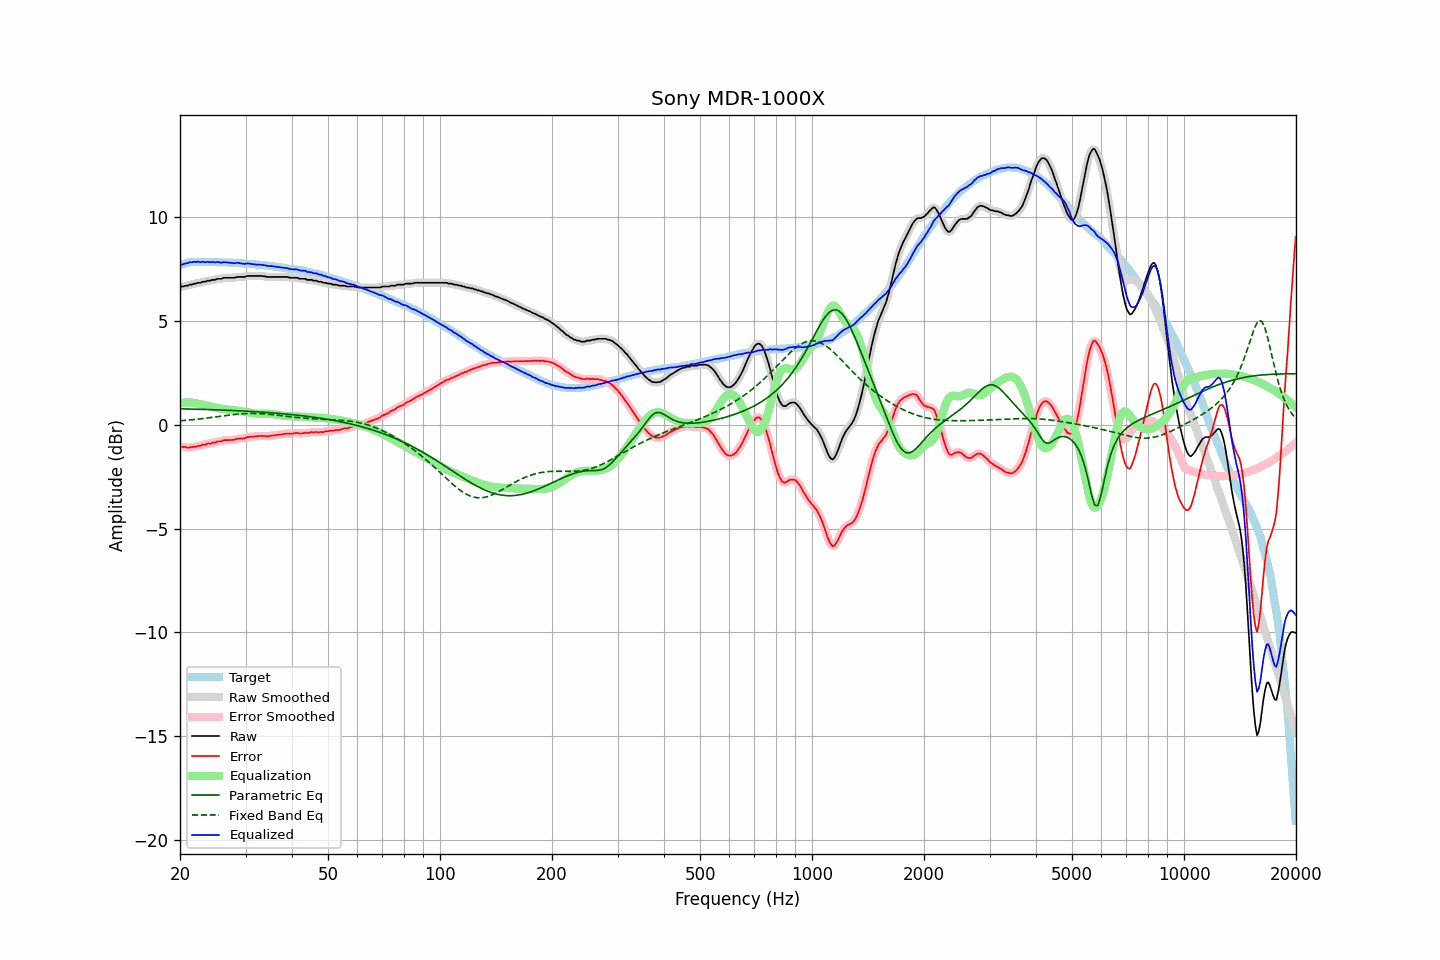 Sony MDR-1000X
Amplitude (dBr)
10
5
0
−5
−10
−15
−20
Target
Raw Smoothed
Error Smoothed
Raw
Error
Equalization
Parametric Eq
Fixed Band Eq
Equalized
20 50 100 200 500 1000 2000 5000 10000 20000
Frequency (Hz)